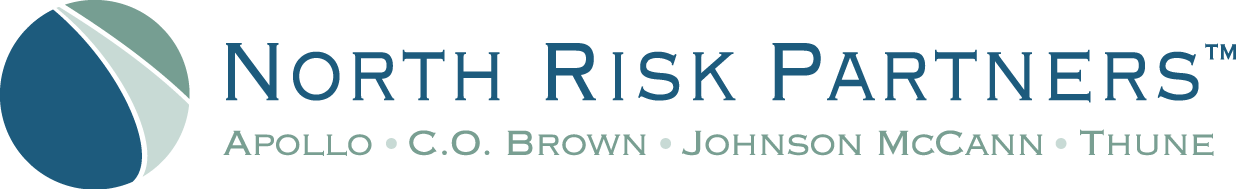 NORTH RISK PARTNERS™
APOLLO • C.O. BROWN • JOHNSON MCCANN • THUNE